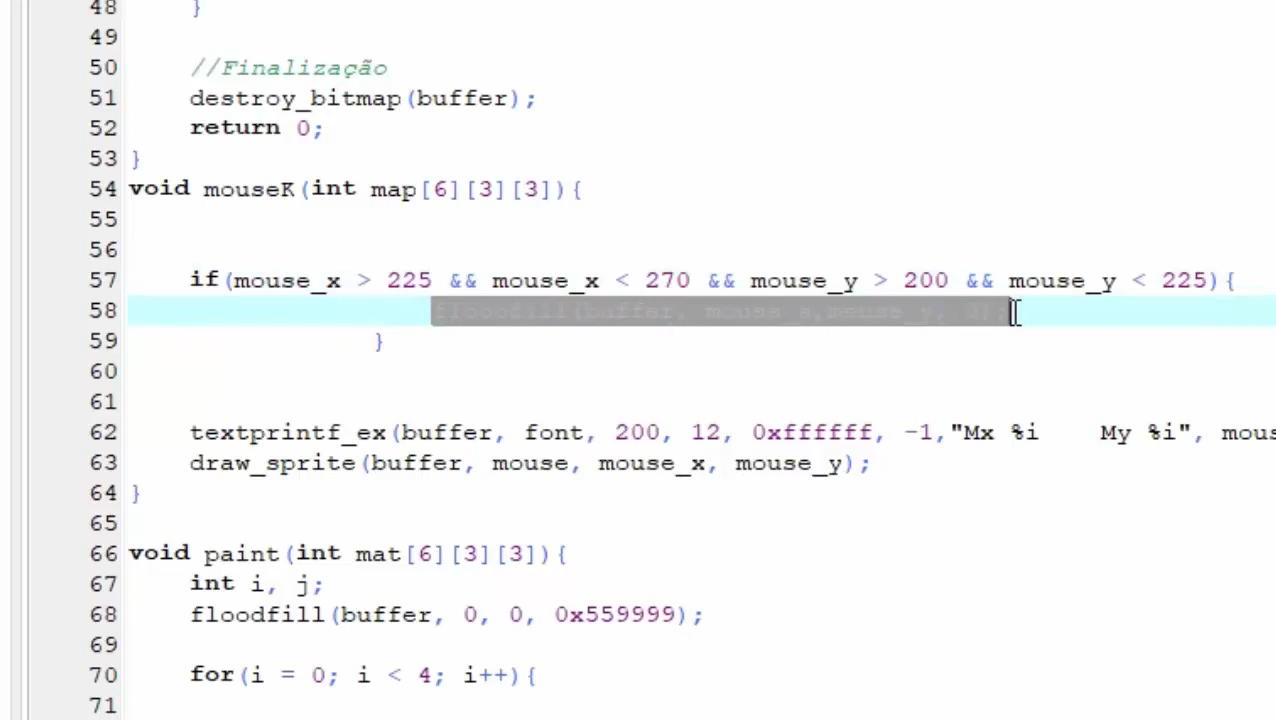 48 }
49
50 //Finalização
51 destroy_bitmap(buffer);
52 return 0;
53 }
54 void mouseK(int map[6][3][3]){
55
56
57 if(mouse_x > 225 && mouse_x < 270 && mouse_y > 200 && mouse_y < 225){
58 (buffer,
59 }
60
61
62 textprintf_ex(buffer, font, 200, 12, 0xffffff, -1,"Mx %i My %i", mous
63 draw_sprite(buffer, mouse, mouse_x, mouse_y);
64 }
65
66 void paint(int mat[6][3][3]){
67 int i, j;
68 floodfill(buffer, 0, 0, 0x559999);
69
70 for(i = 0; i < 4; i++){
71